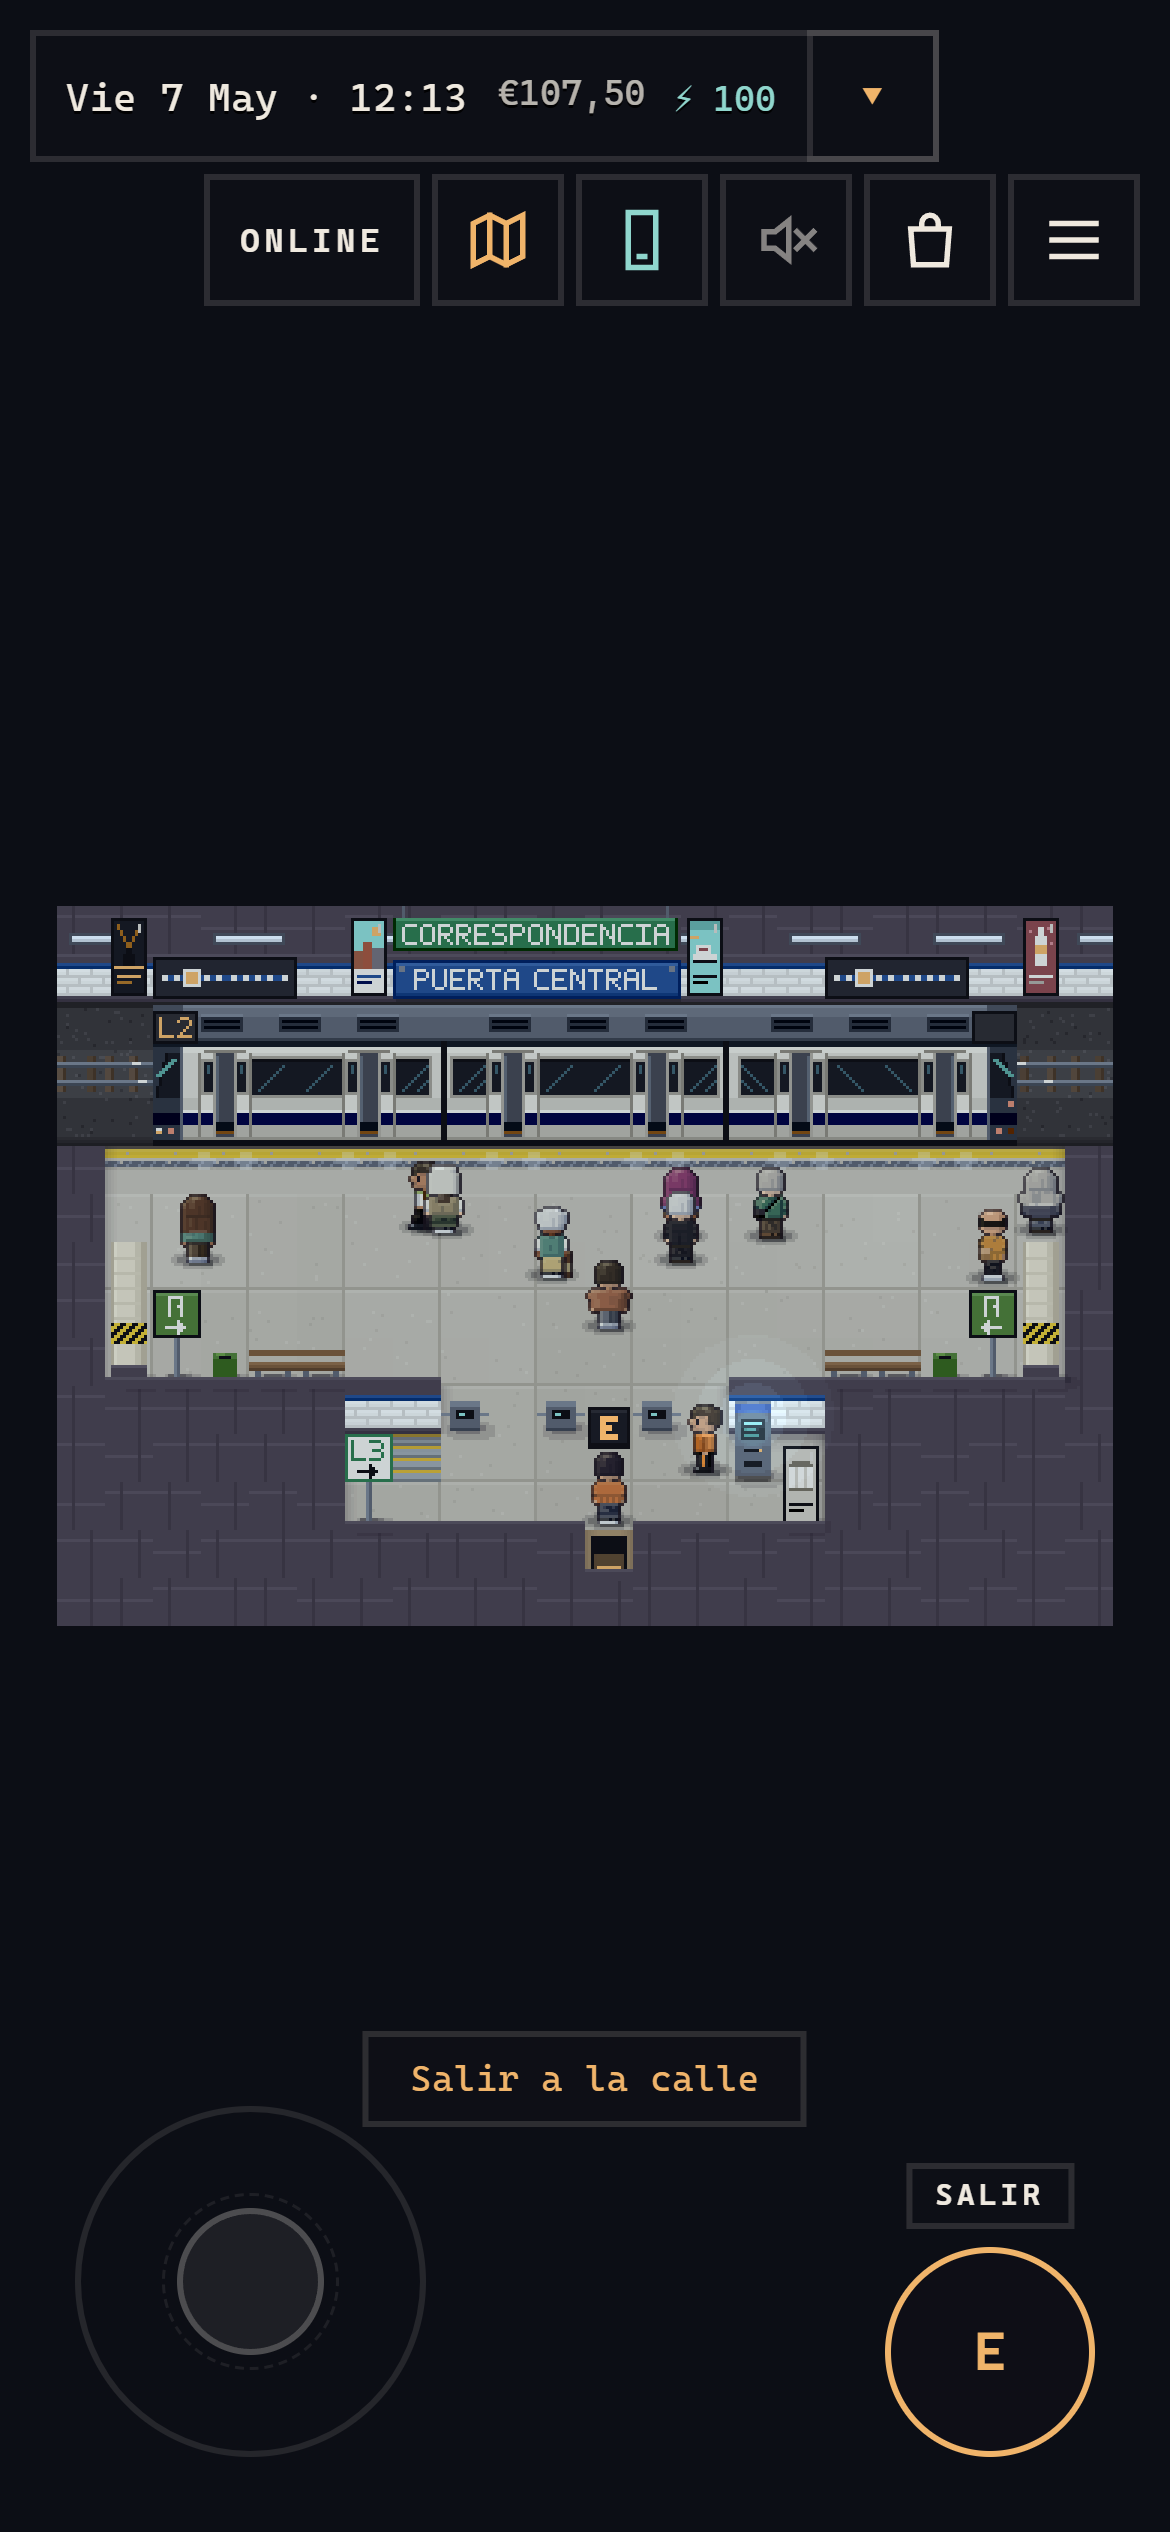 Vie 7 May · 12:13 €107,50 ⚡ 100 ▼
ONLINE
CORRESPONDENCIA
PUERTA CENTRAL
L2
E
L3
Salir a la calle
SALIR
E